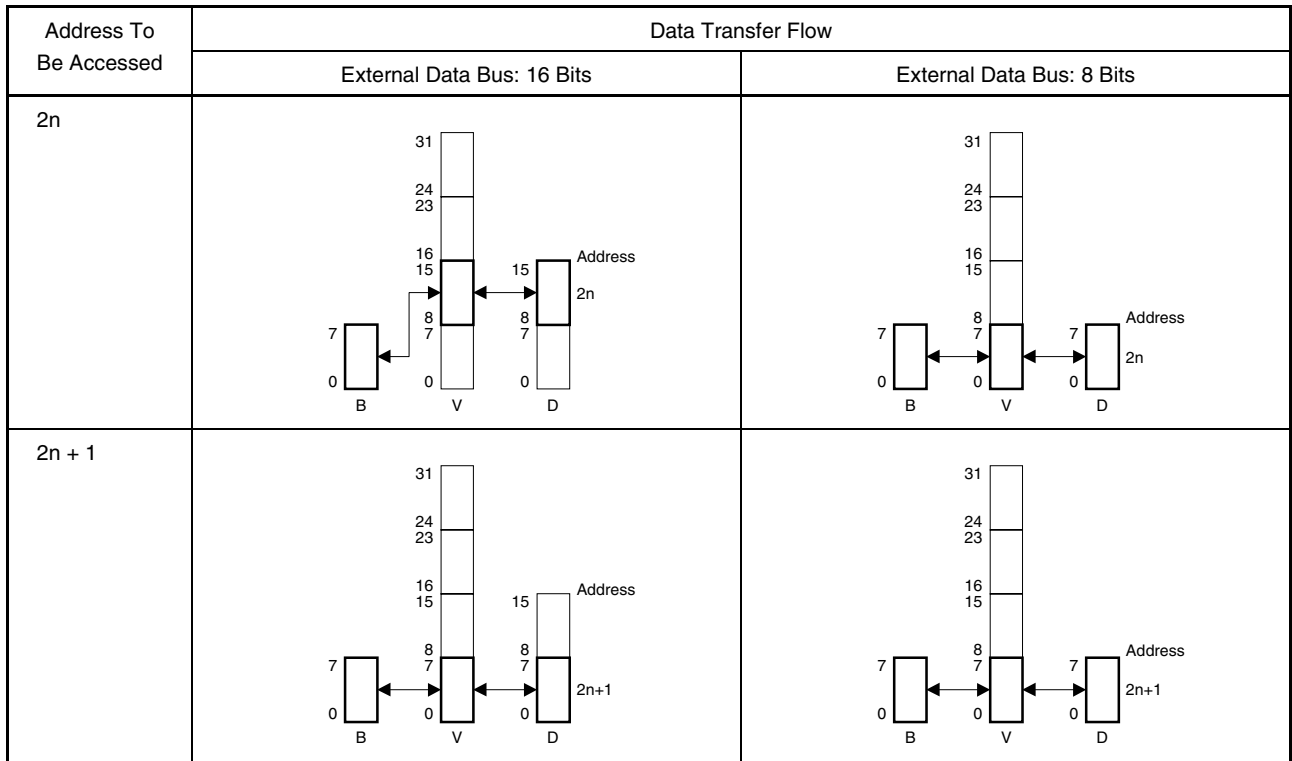 Address To
Be Accessed
Data Transfer Flow
External Data Bus: 16 Bits
External Data Bus: 8 Bits
2n
31
24
23
16
15
8
7
0
V
7
0
B
15
8
7
0
D
Address
2n
31
24
23
16
15
8
7
0
V
7
0
B
7
0
D
Address
2n
2n + 1
31
24
23
16
15
8
7
0
V
7
0
B
15
8
7
0
D
Address
2n+1
31
24
23
16
15
8
7
0
V
7
0
B
7
0
D
Address
2n+1